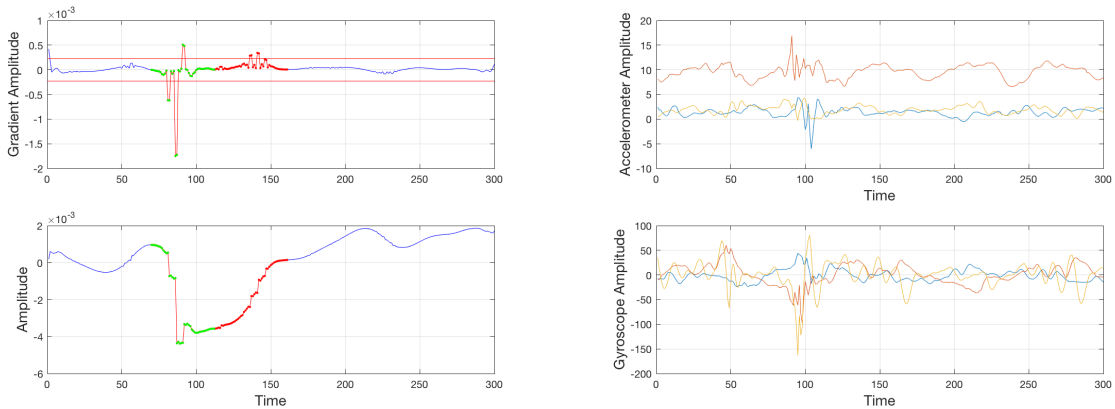 ×10⁻³
1
0.5
0
-0.5
-1
-1.5
-2
Gradient Amplitude
0 50 100 150 200 250 300
20
15
10
5
0
-5
-10
Accelerometer Amplitude
0 50 100 150 200 250 300
Time
×10⁻³
2
0
-2
-4
-6
Amplitude
0 50 100 150 200 250 300
Time
100
50
0
-50
-100
-150
-200
Gyroscope Amplitude
0 50 100 150 200 250 300
Time